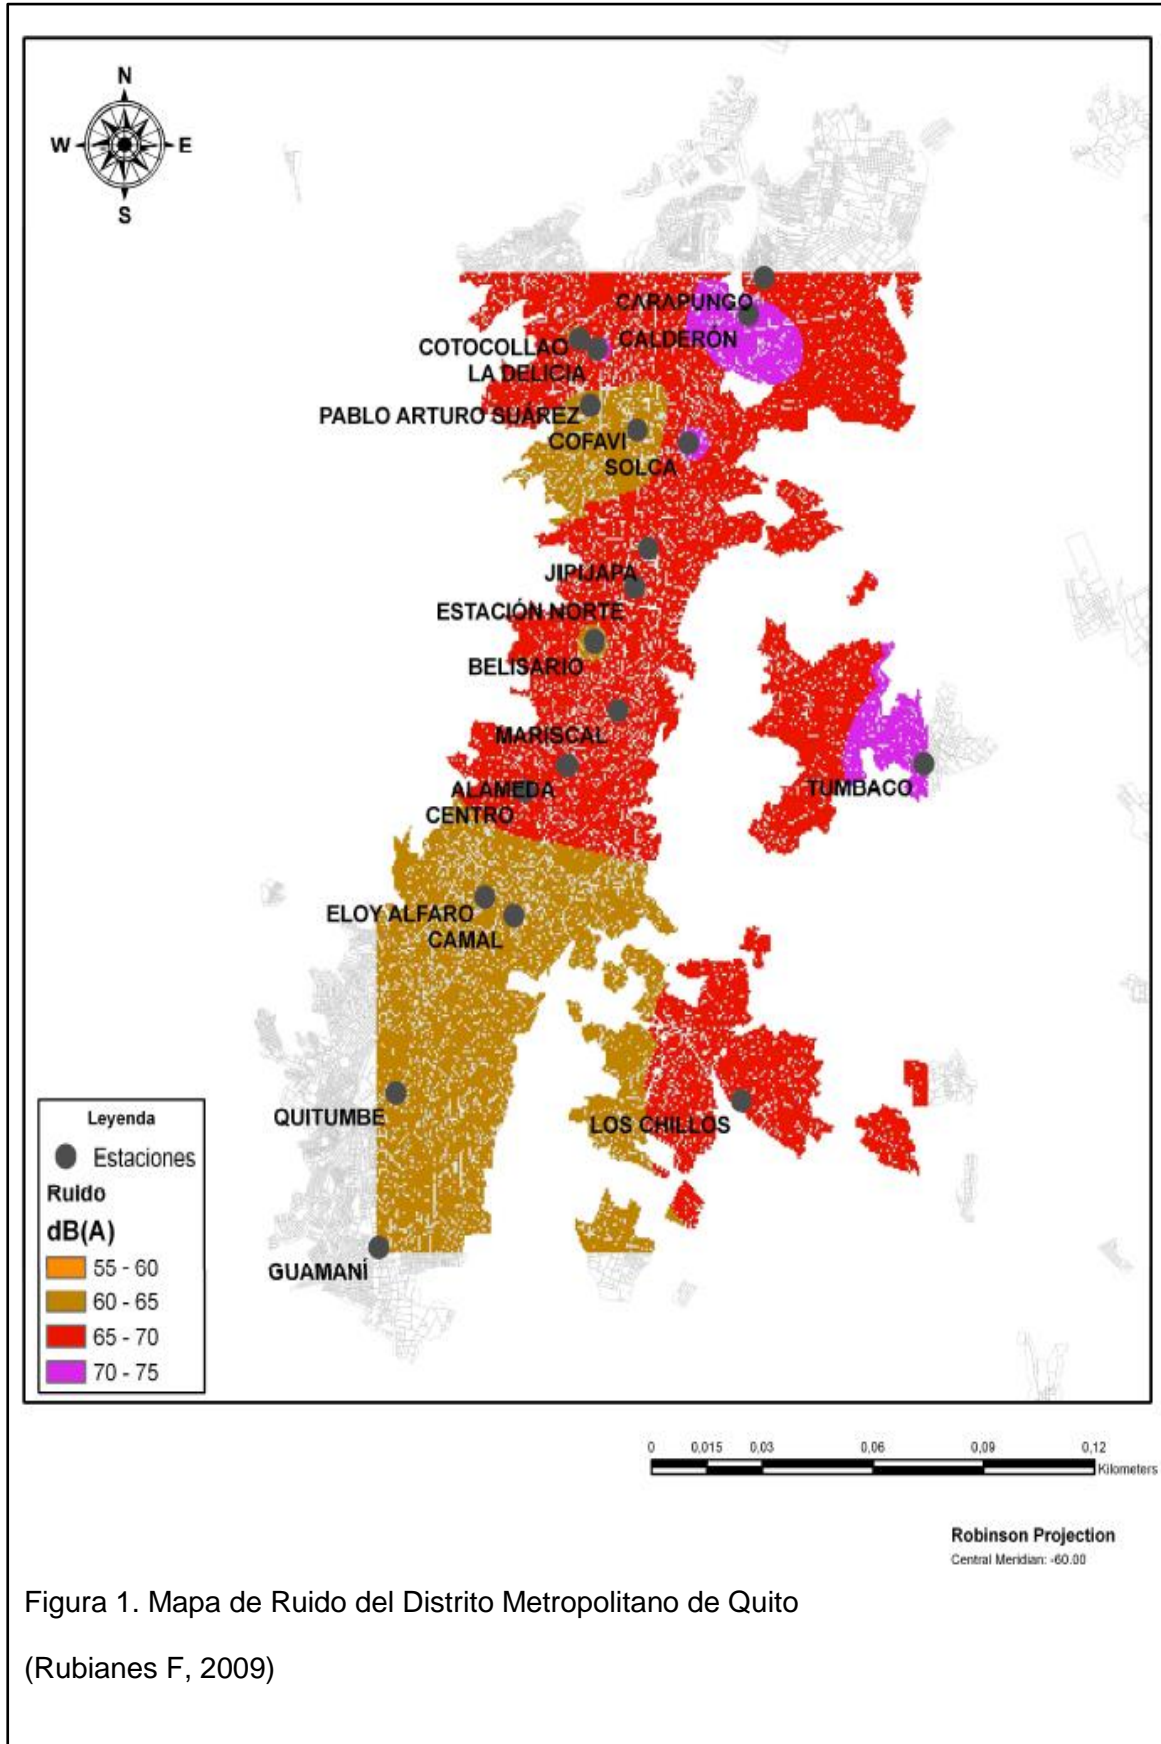 N
W
E
S
CARAPUNGO
CALDERÓN
COTOCOLLAO
LA DELICIA
PABLO ARTURO SUÁREZ
COFAVI
SOLCA
JIPIJAPA
ESTACIÓN NORTE
BELISARIO
MARISCAL
ALAMEDA
CENTRO
TUMBACO
ELOY ALFARO
CAMAL
QUITUMBE
LOS CHILLOS
GUAMANÍ
Leyenda
Estaciones
Ruido
dB(A)
55 - 60
60 - 65
65 - 70
70 - 75
0 0,015 0,03 0,06 0,09 0,12
Kilometers
Robinson Projection
Central Meridian: -60.00
Figura 1. Mapa de Ruido del Distrito Metropolitano de Quito
(Rubianes F, 2009)